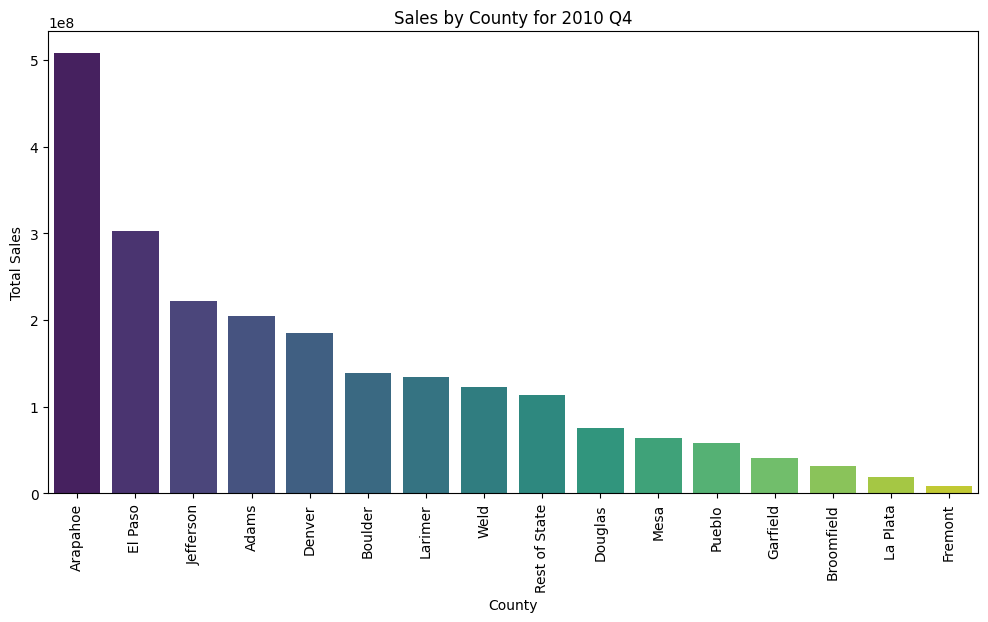 Sales by County for 2010 Q4
1e8
5
4
3
2
1
0
Total Sales
Arapahoe
El Paso
Jefferson
Adams
Denver
Boulder
Larimer
Weld
Rest of State
Douglas
Mesa
Pueblo
Garfield
Broomfield
La Plata
Fremont
County